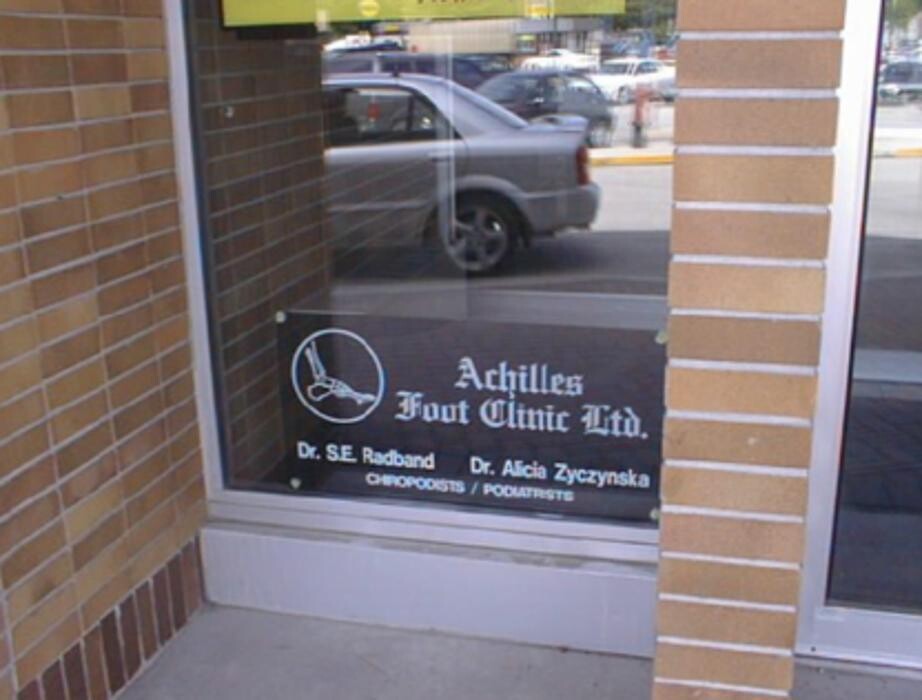 Achilles
Foot Clinic Ltd.
Dr. S.E. Radband Dr. Alicia Zyczynska
CHIROPODISTS / PODIATRISTS